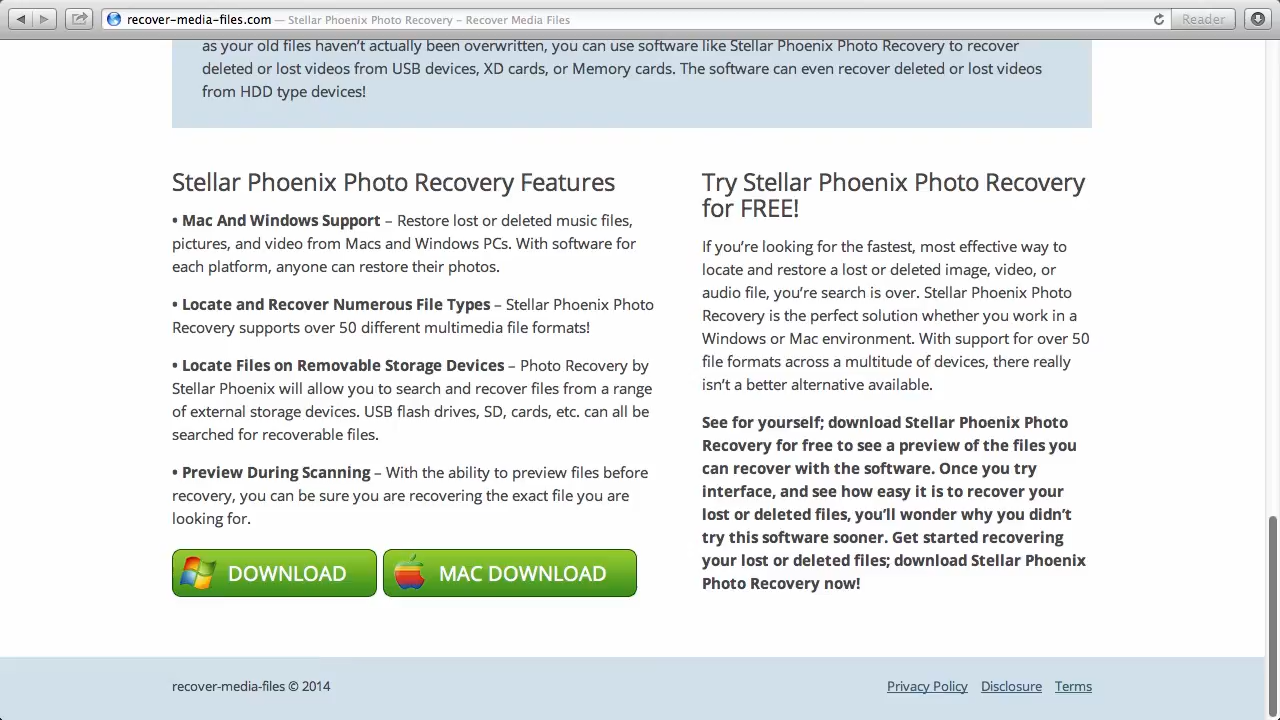 recover-media-files.com — Stellar Phoenix Photo Recovery – Recover Media Files
Reader
as your old files haven’t actually been overwritten, you can use software like Stellar Phoenix Photo Recovery to recover
deleted or lost videos from USB devices, XD cards, or Memory cards. The software can even recover deleted or lost videos
from HDD type devices!
Stellar Phoenix Photo Recovery Features
• Mac And Windows Support – Restore lost or deleted music files,
pictures, and video from Macs and Windows PCs. With software for
each platform, anyone can restore their photos.
• Locate and Recover Numerous File Types – Stellar Phoenix Photo
Recovery supports over 50 different multimedia file formats!
• Locate Files on Removable Storage Devices – Photo Recovery by
Stellar Phoenix will allow you to search and recover files from a range
of external storage devices. USB flash drives, SD, cards, etc. can all be
searched for recoverable files.
• Preview During Scanning – With the ability to preview files before
recovery, you can be sure you are recovering the exact file you are
looking for.
DOWNLOAD
MAC DOWNLOAD
Try Stellar Phoenix Photo Recovery
for FREE!
If you’re looking for the fastest, most effective way to
locate and restore a lost or deleted image, video, or
audio file, you’re search is over. Stellar Phoenix Photo
Recovery is the perfect solution whether you work in a
Windows or Mac environment. With support for over 50
file formats across a multitude of devices, there really
isn’t a better alternative available.
See for yourself; download Stellar Phoenix Photo
Recovery for free to see a preview of the files you
can recover with the software. Once you try
interface, and see how easy it is to recover your
lost or deleted files, you’ll wonder why you didn’t
try this software sooner. Get started recovering
your lost or deleted files; download Stellar Phoenix
Photo Recovery now!
recover-media-files © 2014
Privacy Policy Disclosure Terms